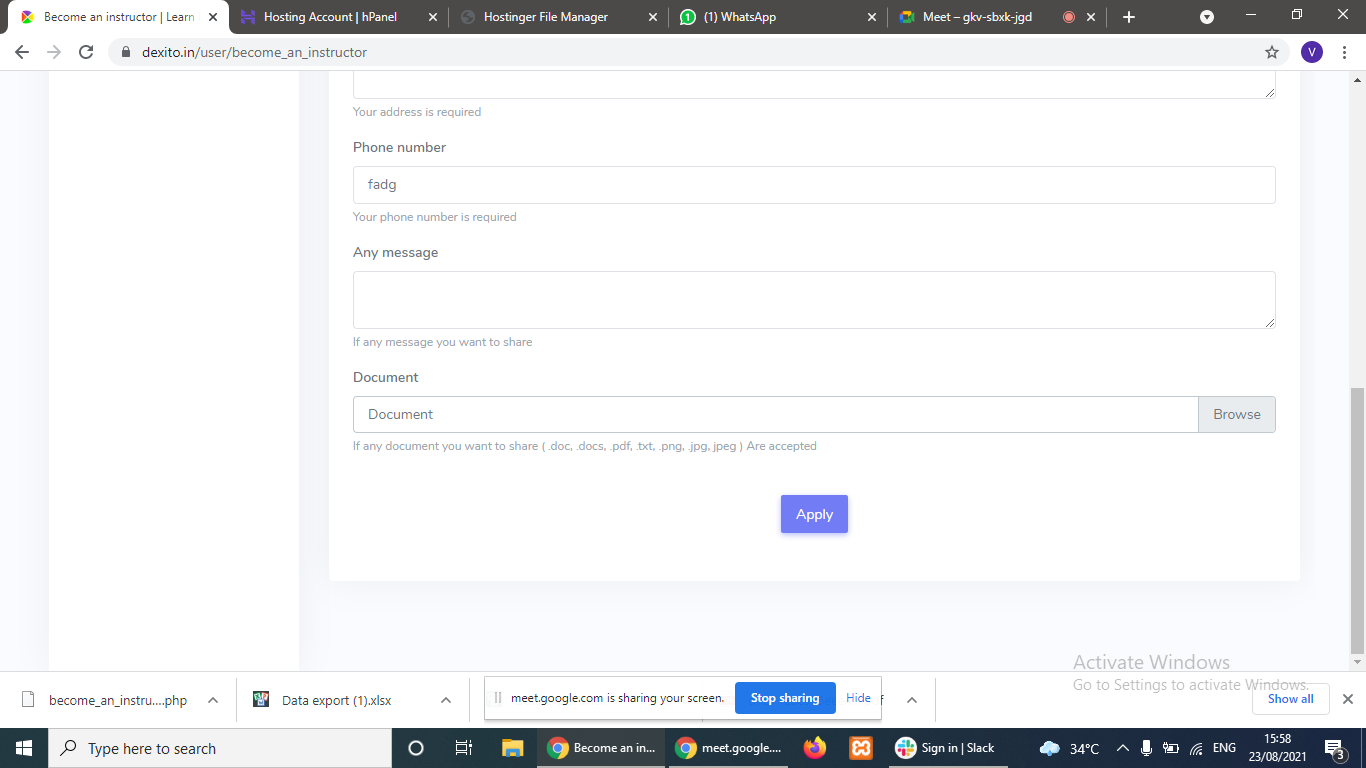 Become an instructor | Learn
Hosting Account | hPanel
Hostinger File Manager
1
(1) WhatsApp
Meet – gkv-sbxk-jgd
dexito.in/user/become_an_instructor
V
Your address is required
Phone number
fadg
Your phone number is required
Any message
If any message you want to share
Document
Document
Browse
If any document you want to share ( .doc, .docs, .pdf, .txt, .png, .jpg, jpeg ) Are accepted
Apply
Activate Windows
Go to Settings to activate Windows.
become_an_instru....php
Data export (1).xlsx
meet.google.com is sharing your screen.
Stop sharing
Hide
Show all
Type here to search
Become an in...
meet.google....
Sign in | Slack
34°C
ENG
15:58
23/08/2021
3